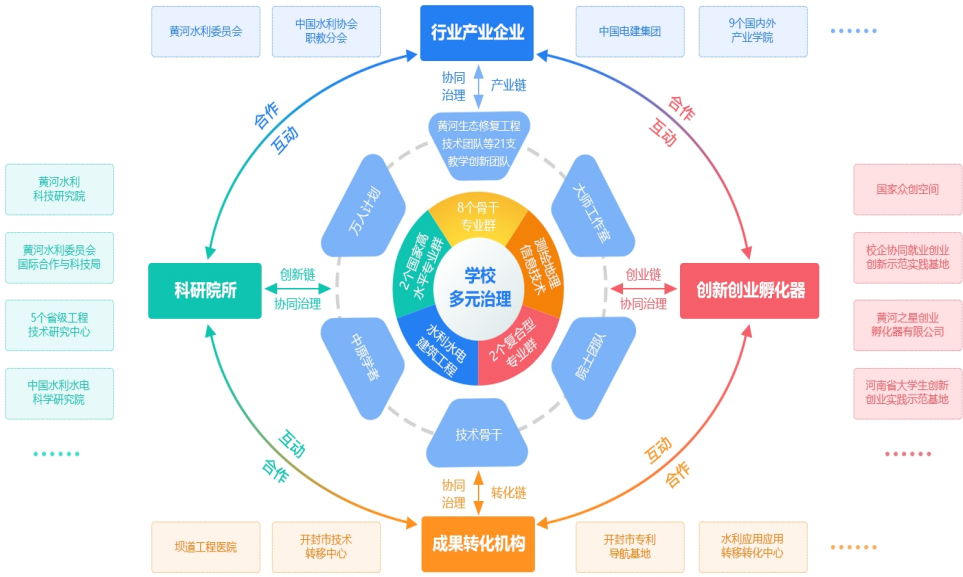 黄河水利委员会
中国水利协会
职教分会
行业产业企业
中国电建集团
9个国内外
产业学院
协同
治理
产业链
合作
互动
合作
互动
黄河生态修复工程
技术团队等21支
教学创新团队
万人计划
大师工作室
黄河水利
科技研究院
黄河水利委员会
国际合作与科技局
5个省级工程
技术研究中心
中国水利水电
科学研究院
科研院所
创新链
协同治理
8个骨干
专业群
2个国家高
水平专业群
测绘地理
信息技术
学校
多元治理
水利水电
建筑工程
2个复合型
专业群
创业链
协同治理
创新创业孵化器
国家众创空间
校企协同就业创业
创新示范实践基地
黄河之星创业
孵化器有限公司
河南省大学生创新
创业实践示范基地
中原学者
院士团队
技术骨干
互动
合作
互动
合作
协同
治理
转化链
坝道工程医院
开封市技术
转移中心
成果转化机构
开封市专利
导航基地
水利应用应用
转移转化中心